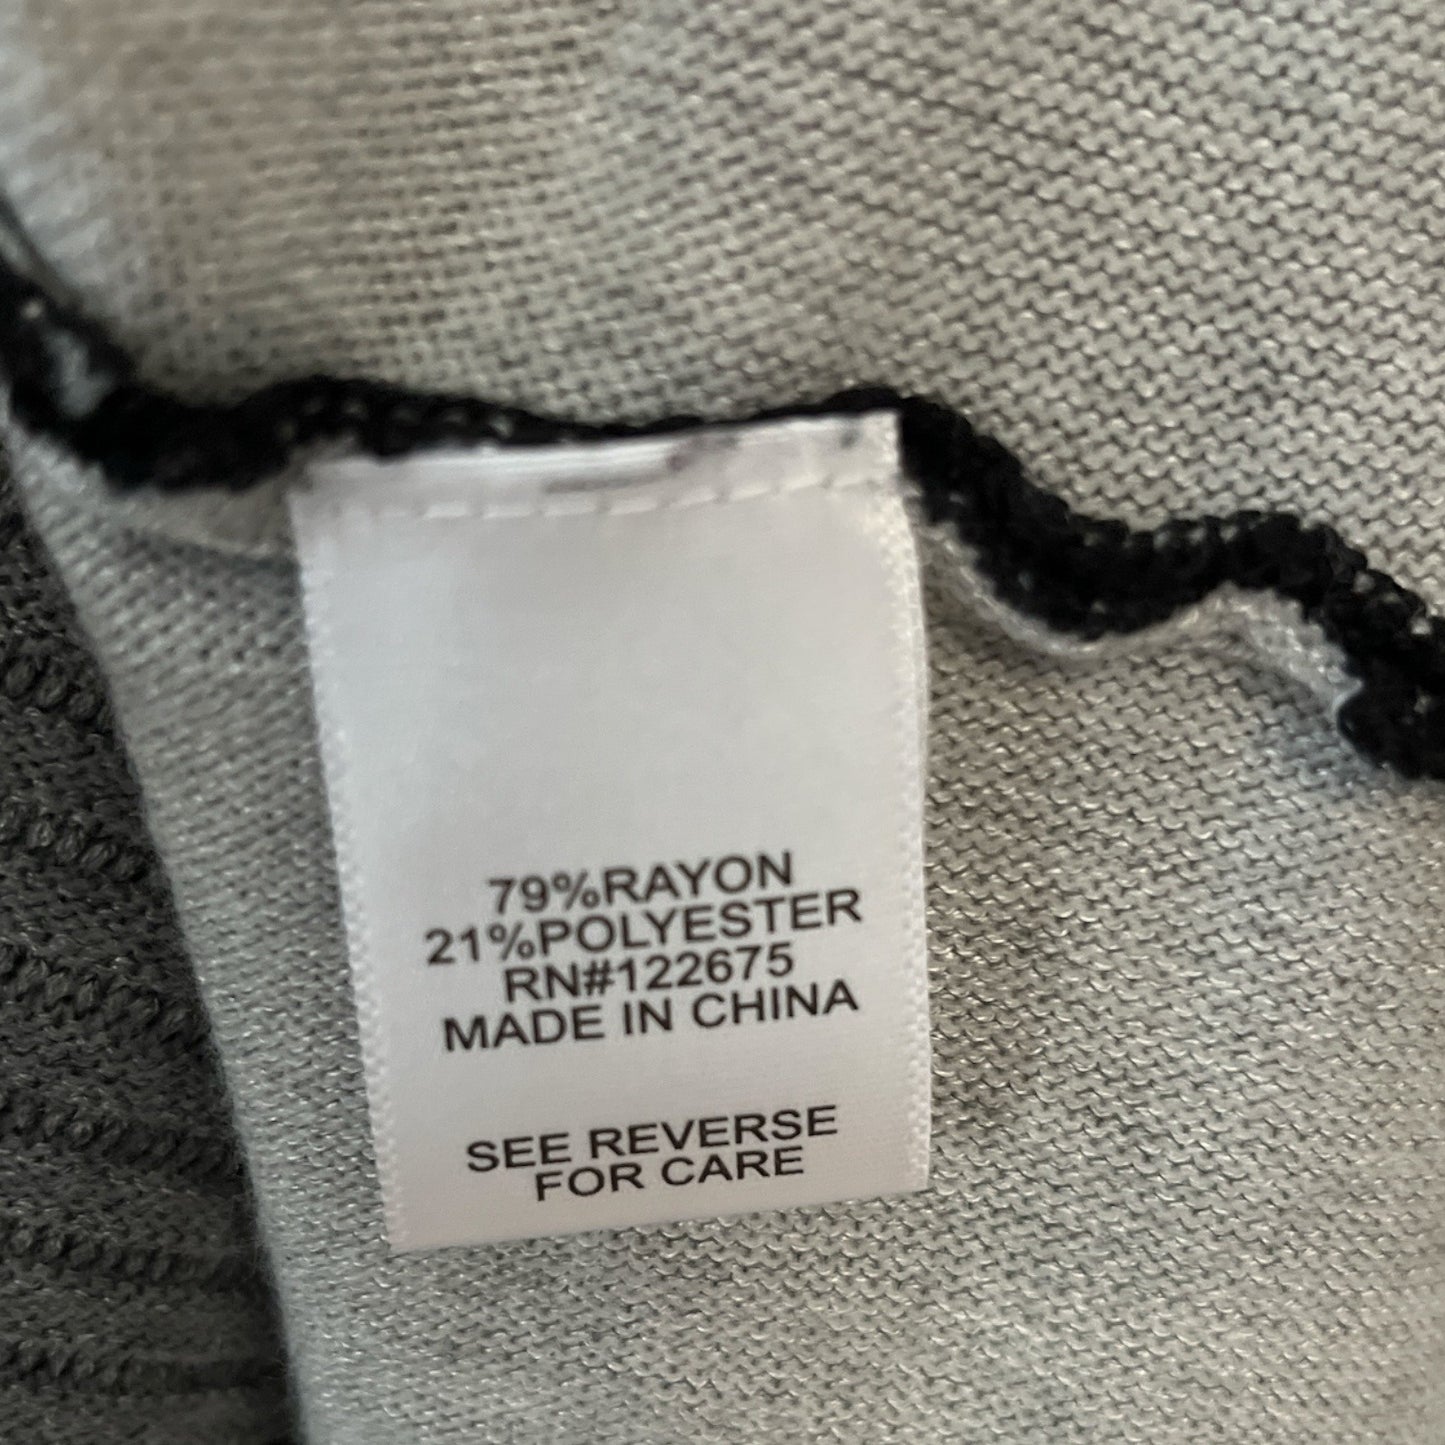 79%RAYON
21%POLYESTER
RN#122675
MADE IN CHINA
SEE REVERSE
FOR CARE